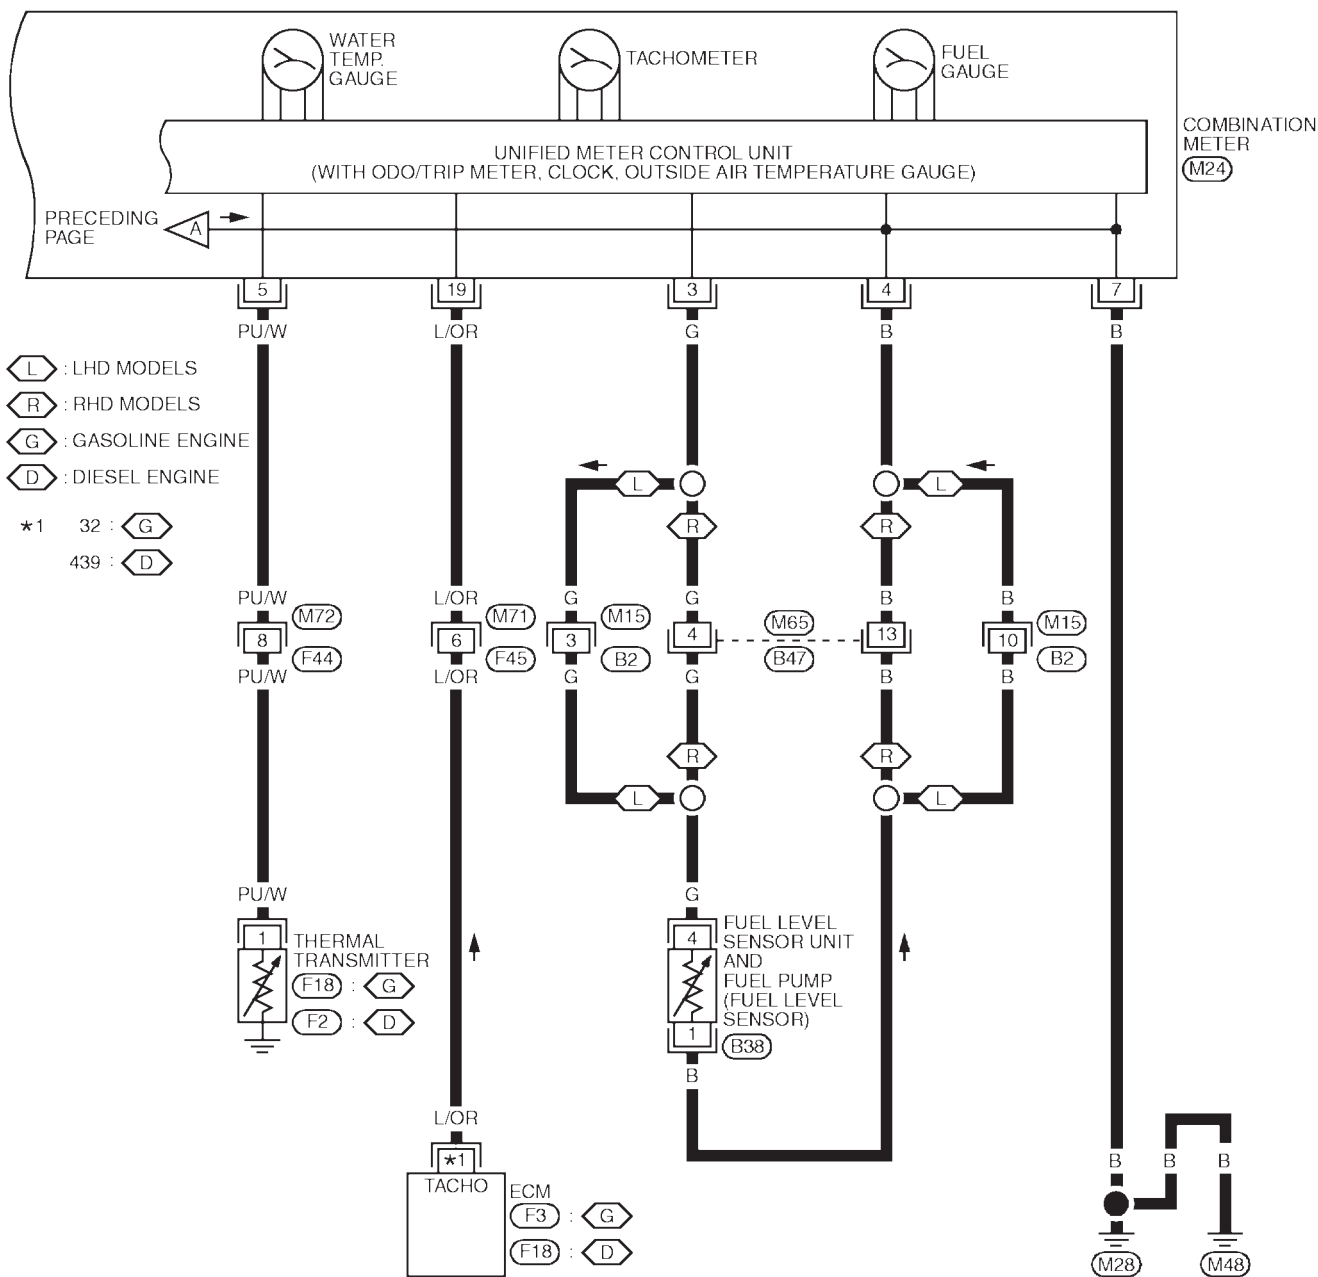 WATER
TEMP.
GAUGE
TACHOMETER
FUEL
GAUGE
COMBINATION
METER
M24
UNIFIED METER CONTROL UNIT
(WITH ODO/TRIP METER, CLOCK, OUTSIDE AIR TEMPERATURE GAUGE)
PRECEDING
PAGE
A
5 19 3 4 7
PU/W L/OR G B B
L : LHD MODELS
R : RHD MODELS
G : GASOLINE ENGINE
D : DIESEL ENGINE
*1 32 : G
439 : D
L L
R R
PU/W L/OR G G B B
M72 M71 M15 M65 M15
8 6 3 4 13 10
F44 F45 B2 B47 B2
PU/W L/OR G G B B
R R
L L
PU/W G
1
THERMAL
TRANSMITTER
F18 : G
F2 : D
4
FUEL LEVEL
SENSOR UNIT
AND
FUEL PUMP
(FUEL LEVEL
SENSOR)
1
B38
B
L/OR
*1
TACHO
ECM
F3 : G
F18 : D
B B B
M28 M48